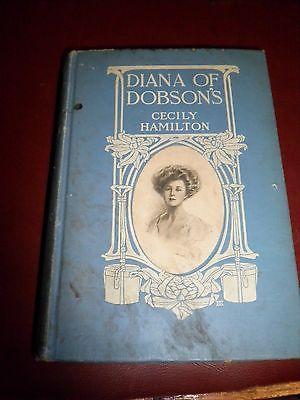 DIANA OF
DOBSON'S
CECILY
HAMILTON